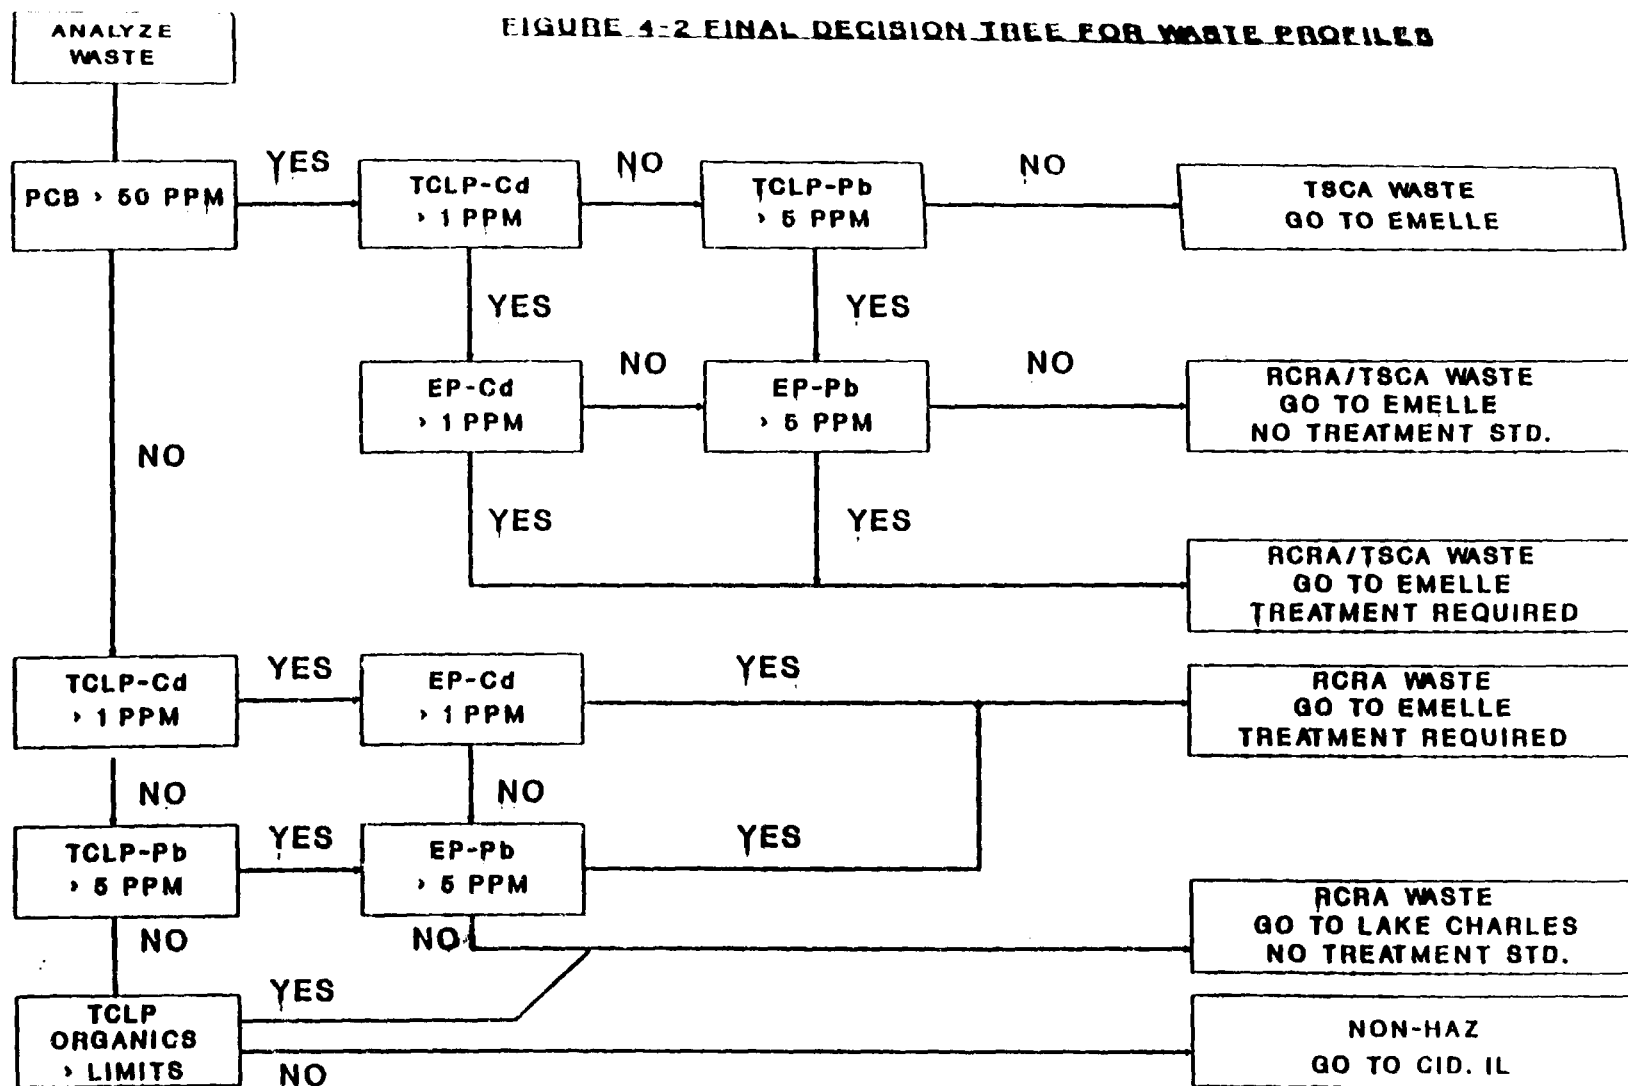 FIGURE 4-2 FINAL DECISION TREE FOR WASTE PROFILES
ANALYZE
WASTE
PCB > 50 PPM
YES
TCLP-Cd
> 1 PPM
NO
TCLP-Pb
> 5 PPM
NO
TSCA WASTE
GO TO EMELLE
YES
YES
EP-Cd
> 1 PPM
NO
EP-Pb
> 5 PPM
NO
RCRA/TSCA WASTE
GO TO EMELLE
NO TREATMENT STD.
NO
YES
YES
RCRA/TSCA WASTE
GO TO EMELLE
TREATMENT REQUIRED
TCLP-Cd
> 1 PPM
YES
EP-Cd
> 1 PPM
YES
RCRA WASTE
GO TO EMELLE
TREATMENT REQUIRED
NO
NO
TCLP-Pb
> 5 PPM
YES
EP-Pb
> 5 PPM
YES
NO
NO
RCRA WASTE
GO TO LAKE CHARLES
NO TREATMENT STD.
TCLP
ORGANICS
> LIMITS
YES
NO
NON-HAZ
GO TO CID. IL